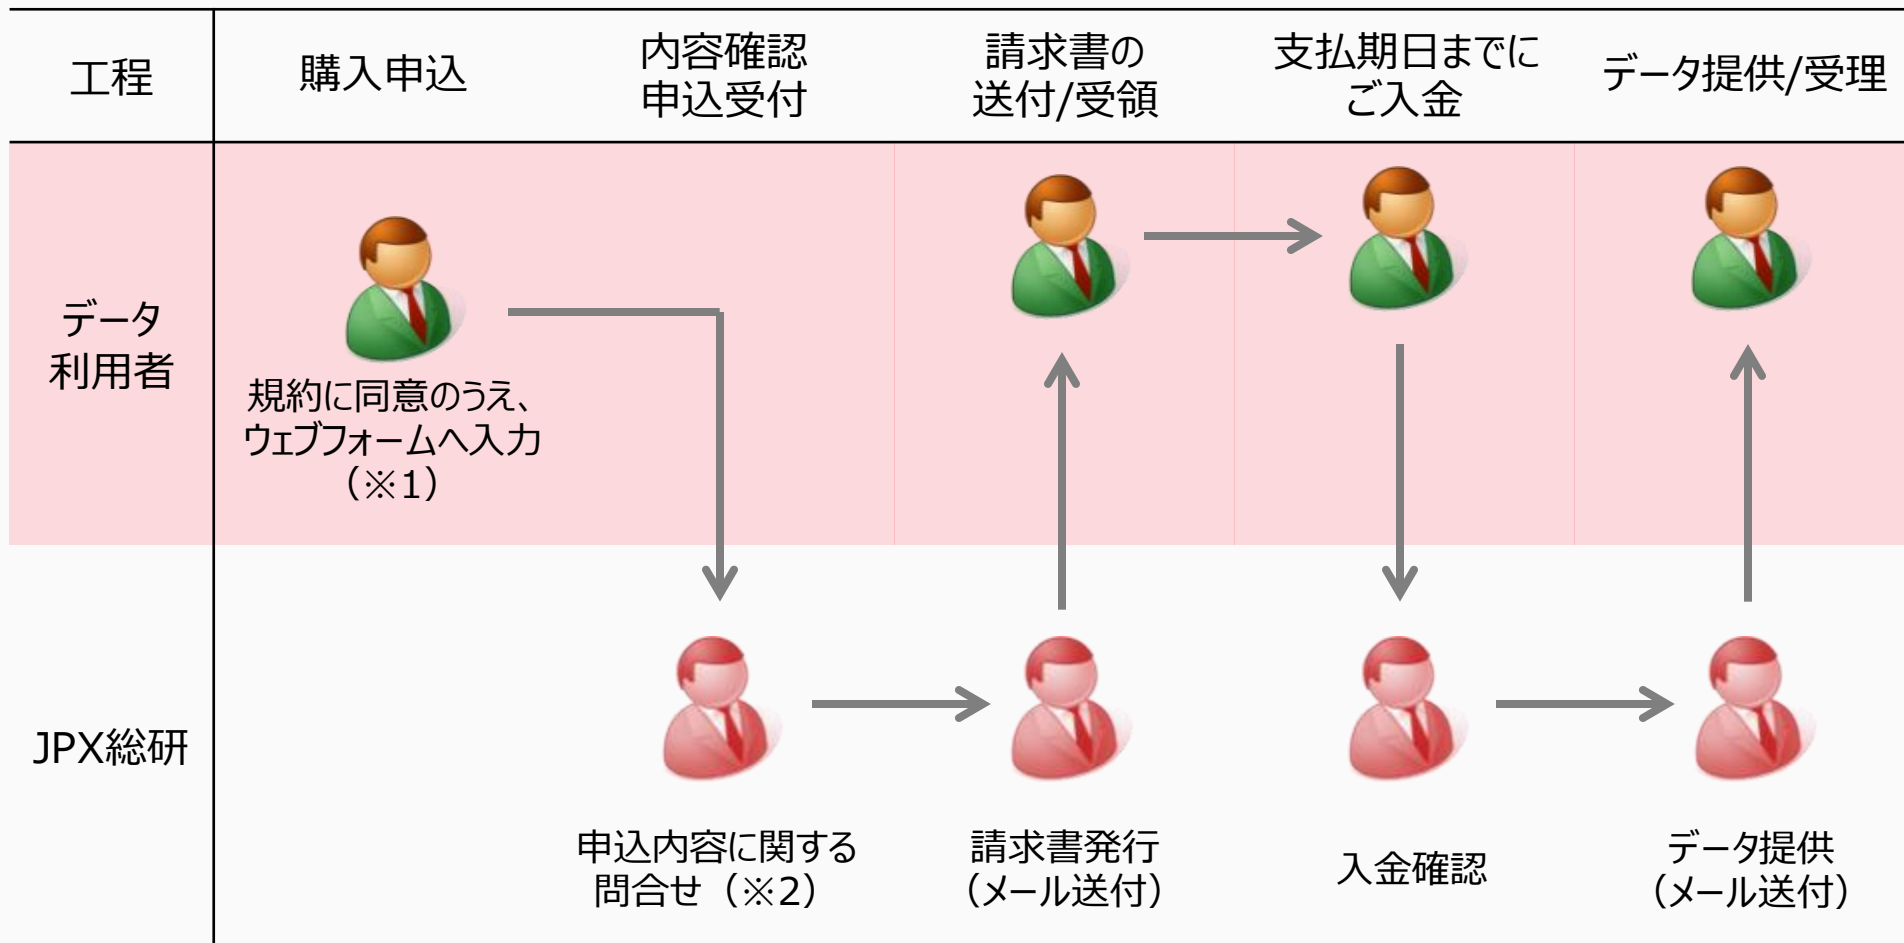 工程
購入申込
内容確認
申込受付
請求書の
送付/受領
支払期日までに
ご入金
データ提供/受理
データ
利用者
規約に同意のうえ、
ウェブフォームへ入力
（※1）
JPX総研
申込内容に関する
問合せ（※2）
請求書発行
（メール送付）
入金確認
データ提供
（メール送付）